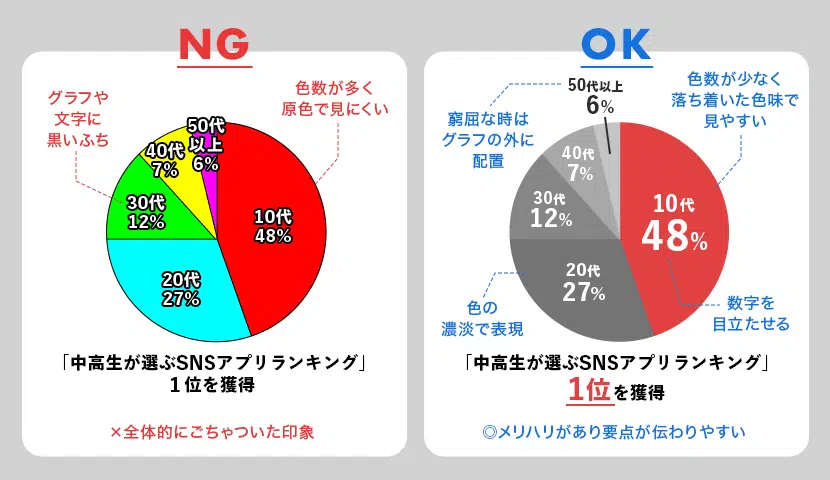 NG
グラフや
文字に
黒いふち
色数が多く
原色で見にくい
50代
以上
6%
40代
7%
30代
12%
10代
48%
20代
27%
「中高生が選ぶSNSアプリランキング」
1位を獲得
×全体的にごちゃついた印象
OK
50代以上
6%
窮屈な時は
グラフの外に
配置
色数が少なく
落ち着いた色味で
見やすい
40代
7%
30代
12%
10代
48%
20代
27%
色の
濃淡で表現
数字を
目立たせる
「中高生が選ぶSNSアプリランキング」
1位を獲得
◎メリハリがあり要点が伝わりやすい